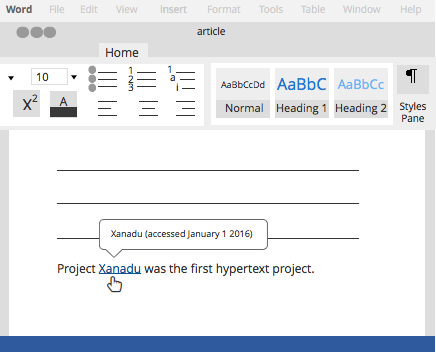 Word File Edit View Insert Format Tools Table Window Help
article
Home
10
X2
A
1
2
3
1
a
i
AaBbCcDd AaBbC AaBbCc
Normal Heading 1 Heading 2
¶
Styles
Pane
Xanadu (accessed January 1 2016)
Project Xanadu was the first hypertext project.